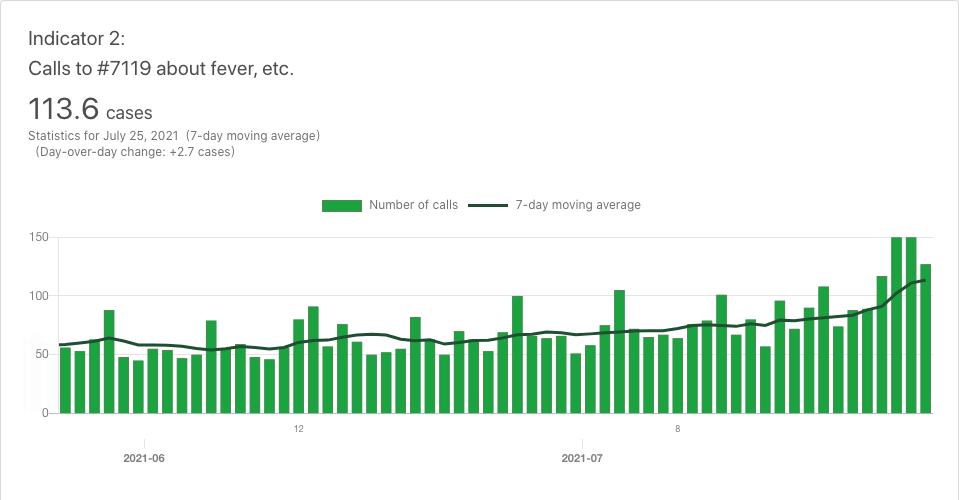 Indicator 2:
Calls to #7119 about fever, etc.
113.6 cases
Statistics for July 25, 2021 (7-day moving average)
(Day-over-day change: +2.7 cases)
Number of calls 7-day moving average
150
100
50
0
12 8
2021-06 2021-07